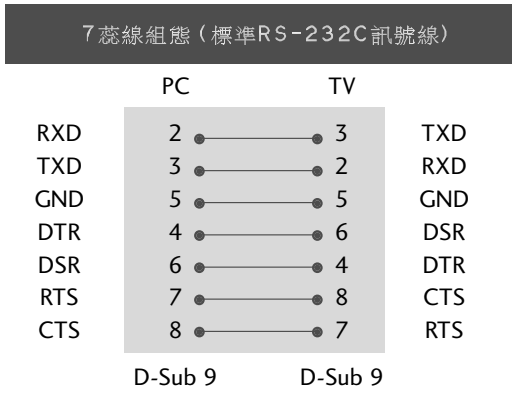 7蕊線組態(標準RS-232C訊號線)
PC TV
RXD 2 3 TXD
TXD 3 2 RXD
GND 5 5 GND
DTR 4 6 DSR
DSR 6 4 DTR
RTS 7 8 CTS
CTS 8 7 RTS
D-Sub 9 D-Sub 9